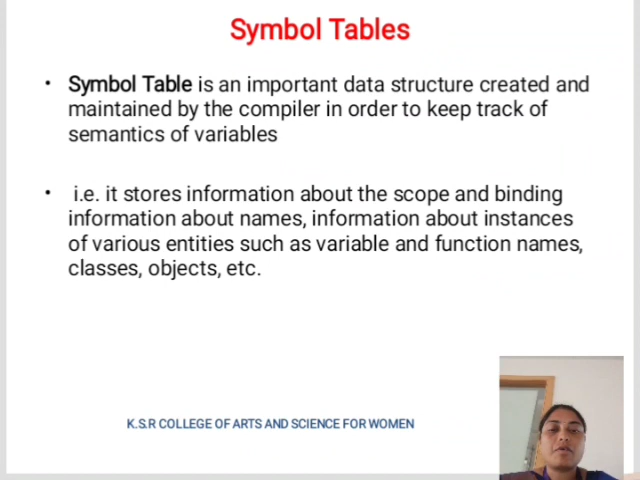 Symbol Tables
• Symbol Table is an important data structure created and
maintained by the compiler in order to keep track of
semantics of variables
• i.e. it stores information about the scope and binding
information about names, information about instances
of various entities such as variable and function names,
classes, objects, etc.
K.S.R COLLEGE OF ARTS AND SCIENCE FOR WOMEN